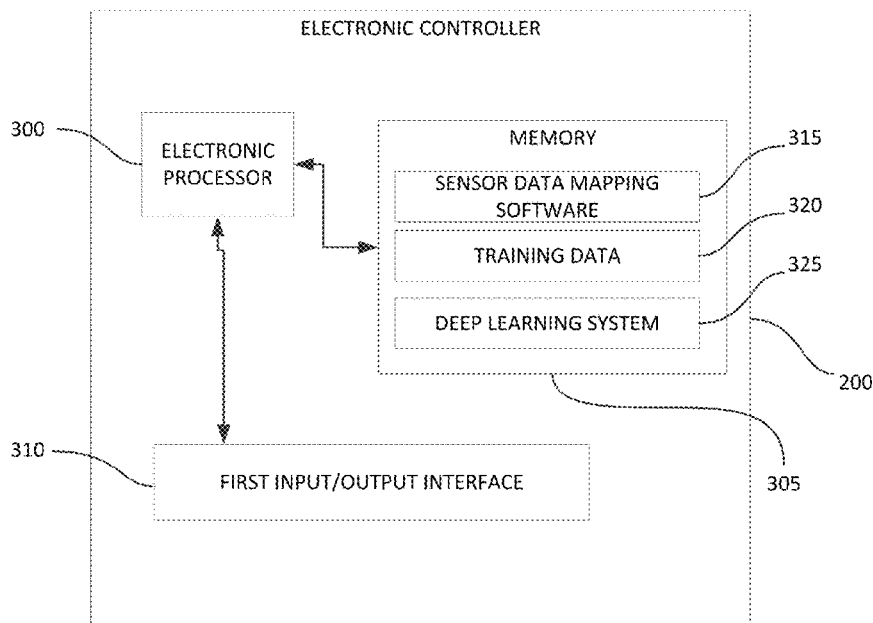 ELECTRONIC CONTROLLER
300
ELECTRONIC
PROCESSOR
MEMORY
315
SENSOR DATA MAPPING
SOFTWARE
320
TRAINING DATA
325
DEEP LEARNING SYSTEM
200
310
FIRST INPUT/OUTPUT INTERFACE
305